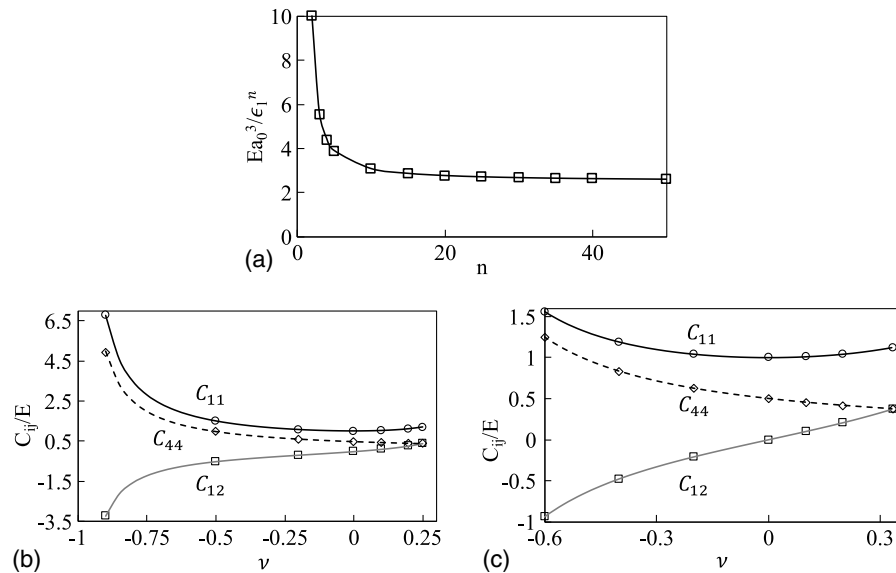 10
8
6
4
2
0
Ea₀³/ϵ₁ⁿ
0
20
40
n
(a)
6.5
4.5
2.5
0.5
-1.5
-3.5
C_ij/E
C₁₁
C₄₄
C₁₂
-1
-0.75
-0.5
-0.25
0
0.25
ν
(b)
1.5
1
0.5
0
-0.5
-1
C_ij/E
C₁₁
C₄₄
C₁₂
-0.6
-0.3
0
0.3
ν
(c)